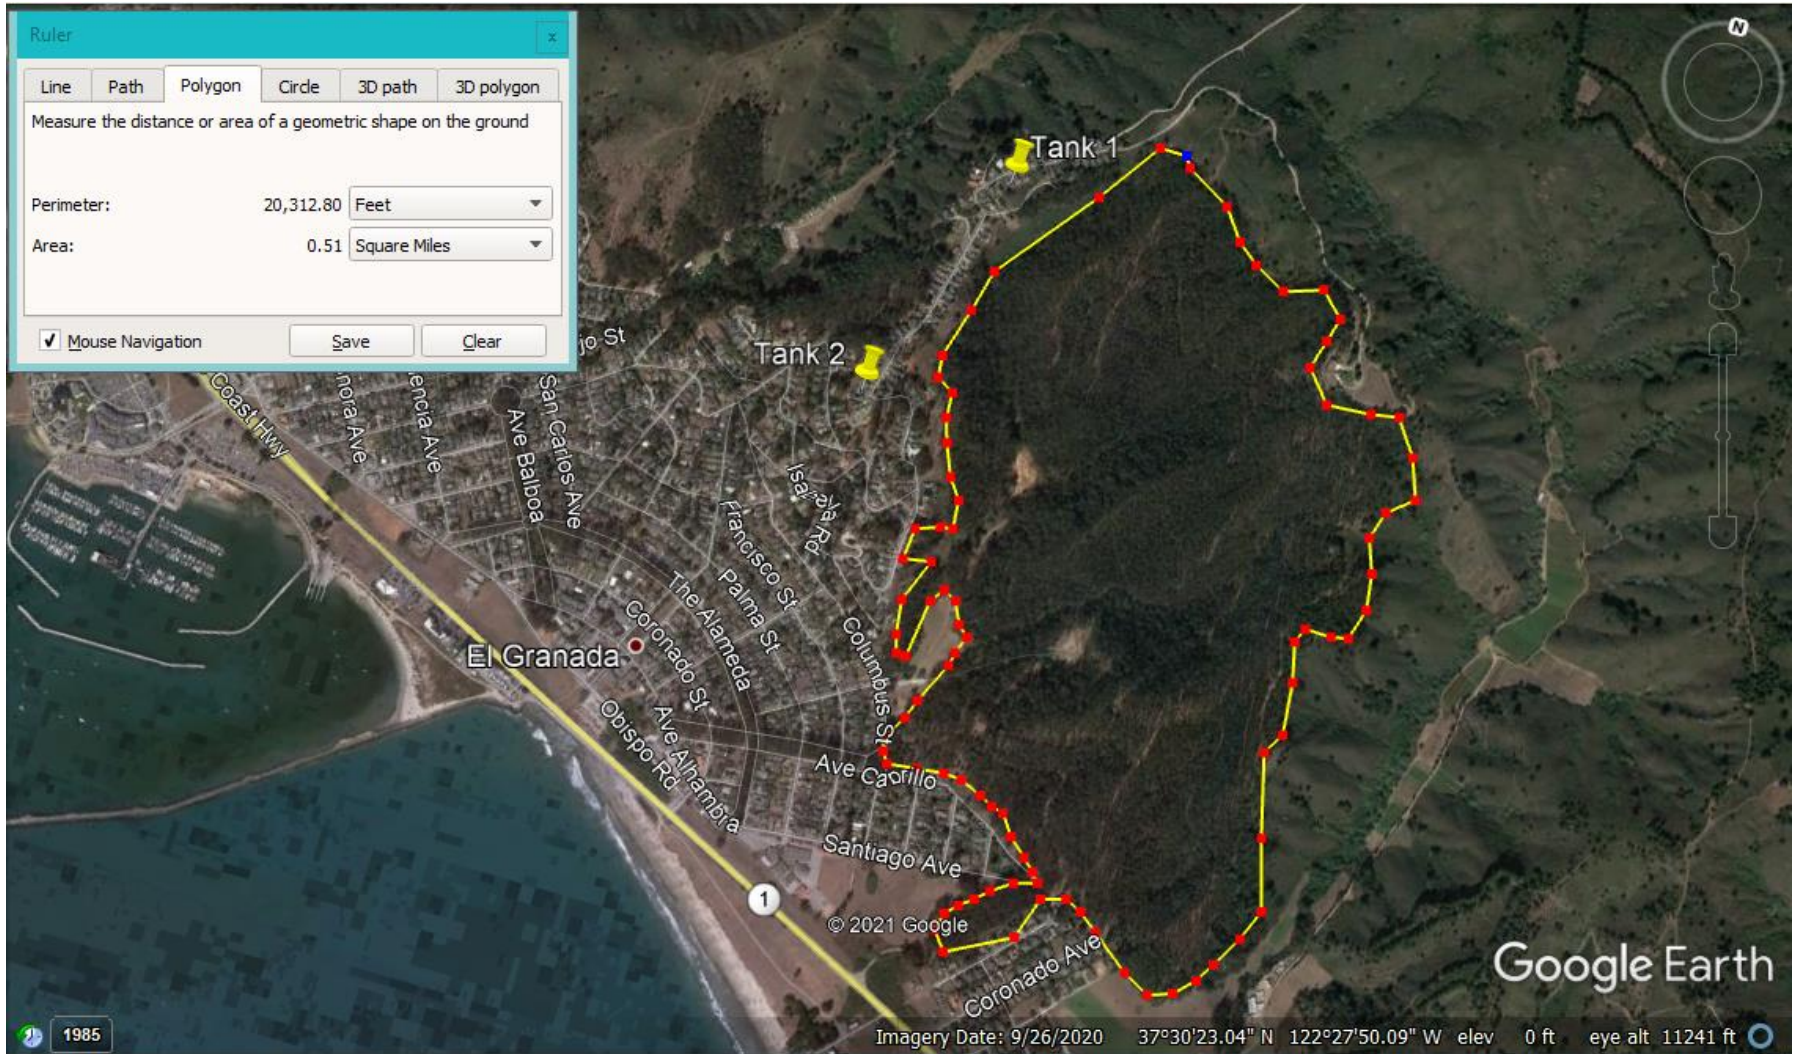 Ruler
x
Line Path Polygon Circle 3D path 3D polygon
Measure the distance or area of a geometric shape on the ground
Perimeter: 20,312.80 Feet
Area: 0.51 Square Miles
Mouse Navigation Save Clear
N
Tank 1
Tank 2
jo St
Coast Hwy
nora Ave
encia Ave
Ave Balboa
San Carlos Ave
Francisco St
Palma St
The Alameda
Coronado St
El Granada
Columbus St
Obispo Rd
Ave Alhambra
Ave Cabrillo
Santiago Ave
1
© 2021 Google
Coronado Ave
Google Earth
1985
Imagery Date: 9/26/2020 37°30'23.04" N 122°27'50.09" W elev 0 ft eye alt 11241 ft